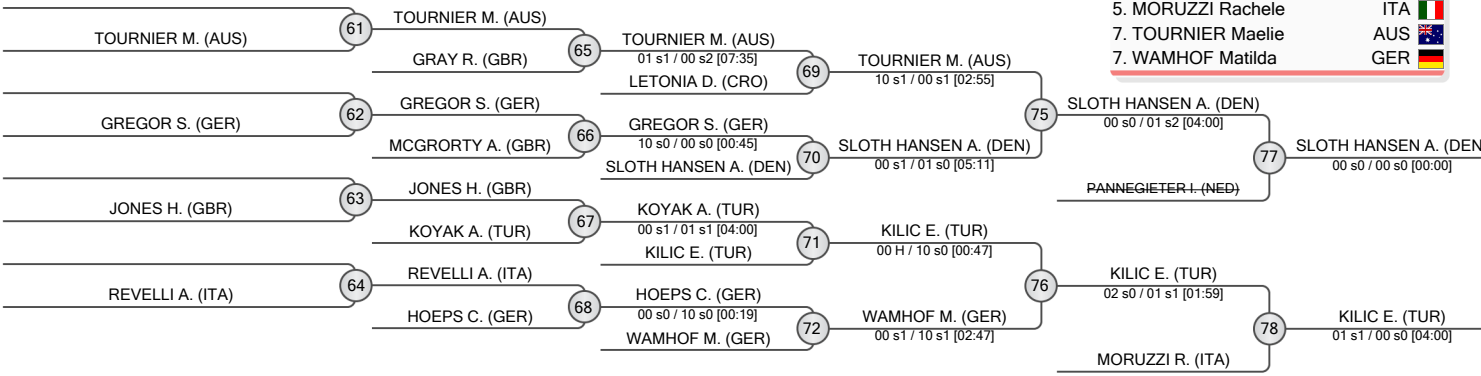 5. MORUZZI Rachele ITA
7. TOURNIER Maelie AUS
7. WAMHOF Matilda GER
TOURNIER M. (AUS)
61
TOURNIER M. (AUS)
GRAY R. (GBR)
65
TOURNIER M. (AUS)
01 s1 / 00 s2 [07:35]
LETONIA D. (CRO)
69
TOURNIER M. (AUS)
10 s1 / 00 s1 [02:55]
GREGOR S. (GER)
62
GREGOR S. (GER)
MCGRORTY A. (GBR)
66
GREGOR S. (GER)
10 s0 / 00 s0 [00:45]
SLOTH HANSEN A. (DEN)
70
SLOTH HANSEN A. (DEN)
00 s1 / 01 s0 [05:11]
75
SLOTH HANSEN A. (DEN)
00 s0 / 01 s2 [04:00]
PANNEGIETER I. (NED)
77
SLOTH HANSEN A. (DEN
00 s0 / 00 s0 [00:00]
JONES H. (GBR)
63
JONES H. (GBR)
KOYAK A. (TUR)
67
KOYAK A. (TUR)
00 s1 / 01 s1 [04:00]
KILIC E. (TUR)
71
KILIC E. (TUR)
00 H / 10 s0 [00:47]
REVELLI A. (ITA)
64
REVELLI A. (ITA)
HOEPS C. (GER)
68
HOEPS C. (GER)
00 s0 / 10 s0 [00:19]
WAMHOF M. (GER)
72
WAMHOF M. (GER)
00 s1 / 10 s1 [02:47]
76
KILIC E. (TUR)
02 s0 / 01 s1 [01:59]
MORUZZI R. (ITA)
78
KILIC E. (TUR)
01 s1 / 00 s0 [04:00]